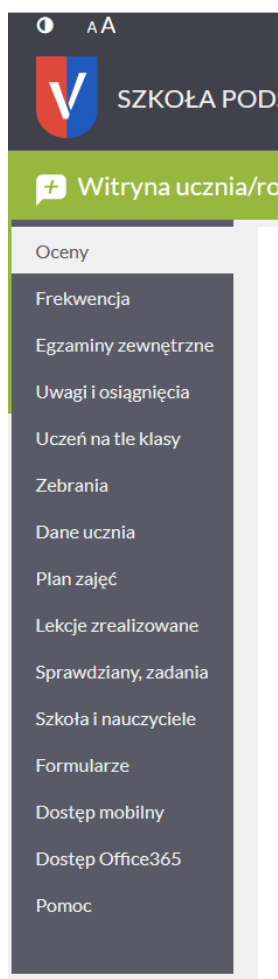 A A
SZKOŁA POD
Witryna ucznia/ro
Oceny
Frekwencja
Egzaminy zewnętrzne
Uwagi i osiągnięcia
Uczeń na tle klasy
Zebrania
Dane ucznia
Plan zajęć
Lekcje zrealizowane
Sprawdziany, zadania
Szkoła i nauczyciele
Formularze
Dostęp mobilny
Dostęp Office365
Pomoc